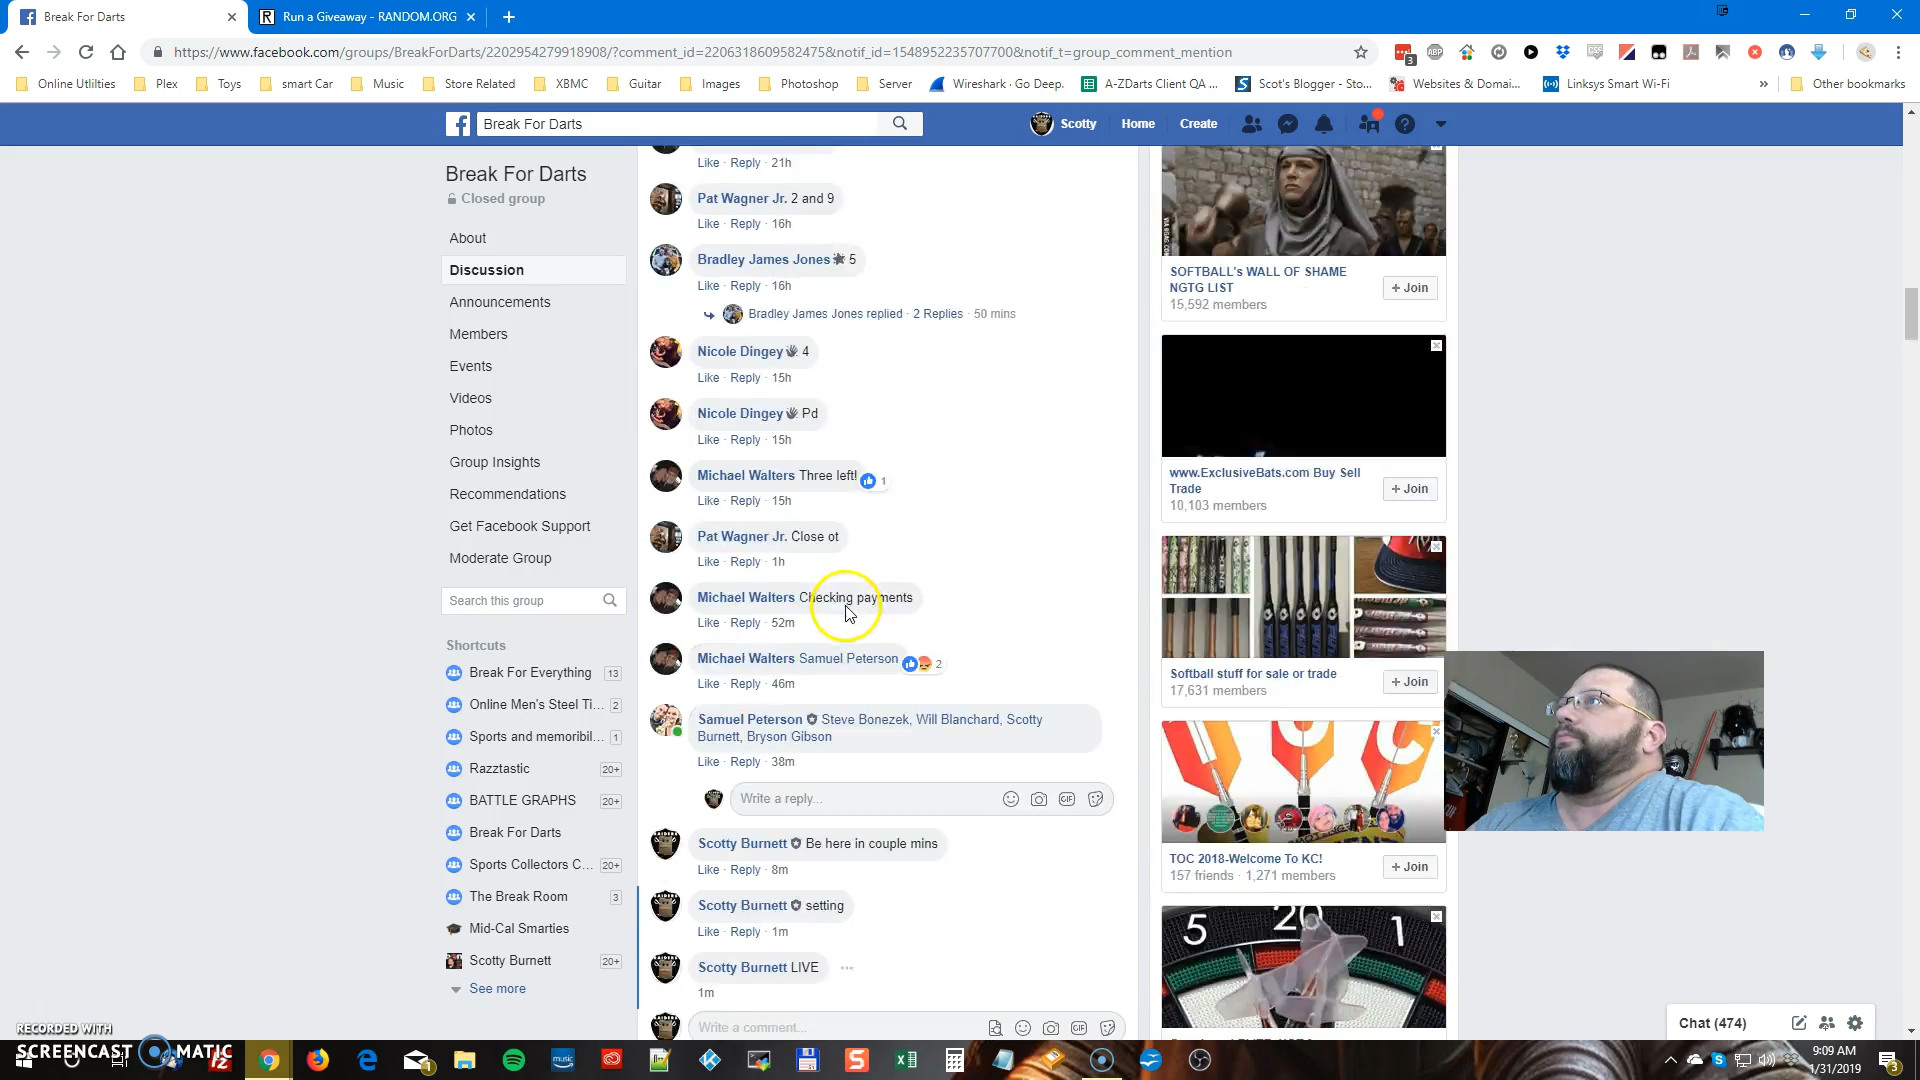 Break For Darts
Run a Giveaway - RANDOM.ORG
https://www.facebook.com/groups/BreakForDarts/2202954279918908/?comment_id=2206318609582475&notif_id=1548952235707700&notif_t=group_comment_mention
3
ABP
Online Utlilties
Plex
Toys
smart Car
Music
Store Related
XBMC
Guitar
Images
Photoshop
Server
Wireshark · Go Deep.
A-ZDarts Client QA ...
Scot's Blogger - Sto...
Websites & Domai...
Linksys Smart Wi-Fi
»
Other bookmarks
Break For Darts
Scotty
Home
Create
Break For Darts
Closed group
About
Discussion
Announcements
Members
Events
Videos
Photos
Group Insights
Recommendations
Get Facebook Support
Moderate Group
Search this group
Shortcuts
Break For Everything 13
Online Men's Steel Ti... 2
Sports and memoribil... 1
Razztastic 20+
BATTLE GRAPHS 20+
Break For Darts
Sports Collectors C... 20+
The Break Room 3
Mid-Cal Smarties
Scotty Burnett 20+
See more
Like · Reply · 21h
Pat Wagner Jr. 2 and 9
Like · Reply · 16h
Bradley James Jones 5
Like · Reply · 16h
Bradley James Jones replied · 2 Replies · 50 mins
Nicole Dingey 4
Like · Reply · 15h
Nicole Dingey Pd
Like · Reply · 15h
Michael Walters Three left! 1
Like · Reply · 15h
Pat Wagner Jr. Close ot
Like · Reply · 1h
Michael Walters Checking payments
Like · Reply · 52m
Michael Walters Samuel Peterson 2
Like · Reply · 46m
Samuel Peterson Steve Bonezek, Will Blanchard, Scotty
Burnett, Bryson Gibson
Like · Reply · 38m
Write a reply...
GIF
Scotty Burnett Be here in couple mins
Like · Reply · 8m
Scotty Burnett setting
Like · Reply · 1m
Scotty Burnett LIVE
1m
Write a comment...
GIF
VIA 9GAG.COM
SOFTBALL's WALL OF SHAME
NGTG LIST
15,592 members
+ Join
www.ExclusiveBats.com Buy Sell
Trade
10,103 members
+ Join
Softball stuff for sale or trade
17,631 members
+ Join
TOC 2018-Welcome To KC!
157 friends · 1,271 members
+ Join
5 20 1
Chat (474)
RECORDED WITH
SCREENCAST MATIC
music
1
9:09 AM
1/31/2019
3